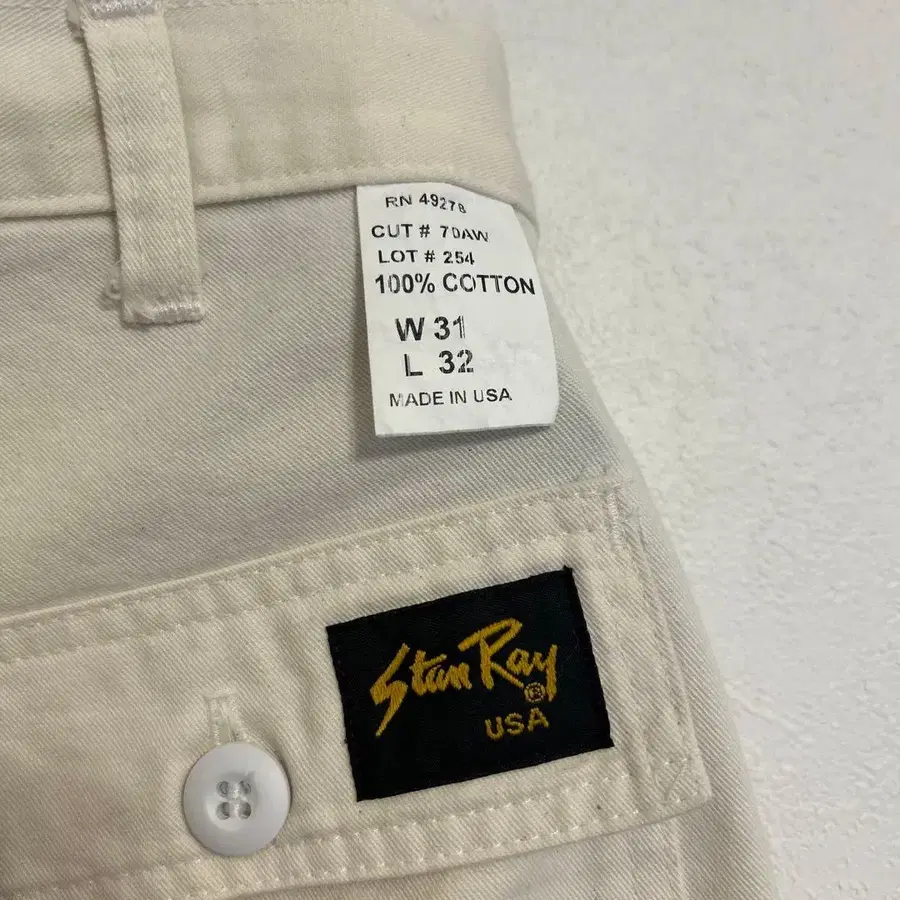 RN 49278
CUT # 70AW
LOT # 254
100% COTTON
W 31
L 32
MADE IN USA
Stan Ray ®
USA